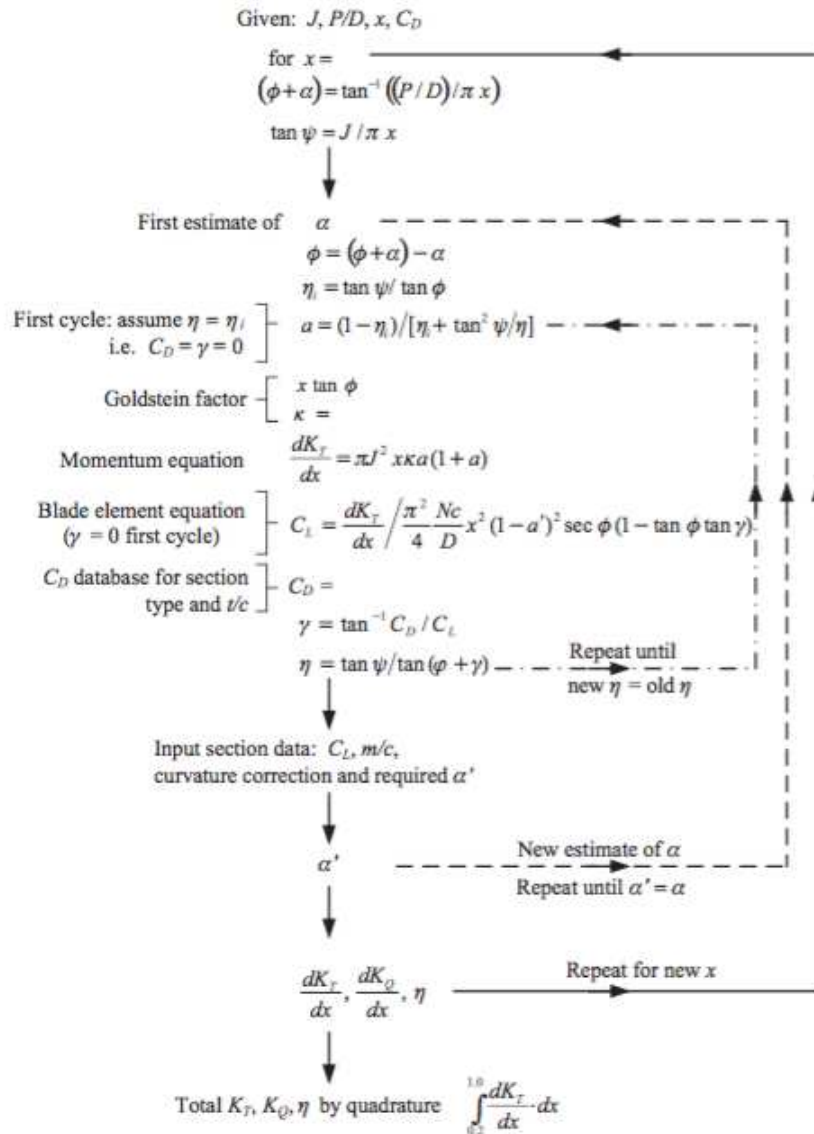 Given: J, P/D, x, C_D
for x =
(ϕ+α) = tan⁻¹ ((P/D)/π x)
tan ψ = J/π x
First estimate of α
ϕ = (ϕ+α) − α
η_i = tan ψ/ tan ϕ
First cycle: assume η = η_i
i.e. C_D = γ = 0
a = (1 − η_i)/[η_i + tan² ψ/η]
Goldstein factor
x tan ϕ
κ =
Momentum equation dK_T/dx = πJ² xκa(1 + a)
Blade element equation
(γ = 0 first cycle)
C_L = dK_T/dx / π²/4 Nc/D x² (1 − a')² sec ϕ (1 − tan ϕ tan γ)
C_D database for section
type and t/c
C_D =
γ = tan⁻¹ C_D / C_L
η = tan ψ/tan (φ + γ)
Repeat until
new η = old η
Input section data: C_L, m/c,
curvature correction and required α'
α'
New estimate of α
Repeat until α' = α
dK_T/dx, dK_Q/dx, η
Repeat for new x
Total K_T, K_Q, η by quadrature ∫_0.2^1.0 dK_T/dx · dx